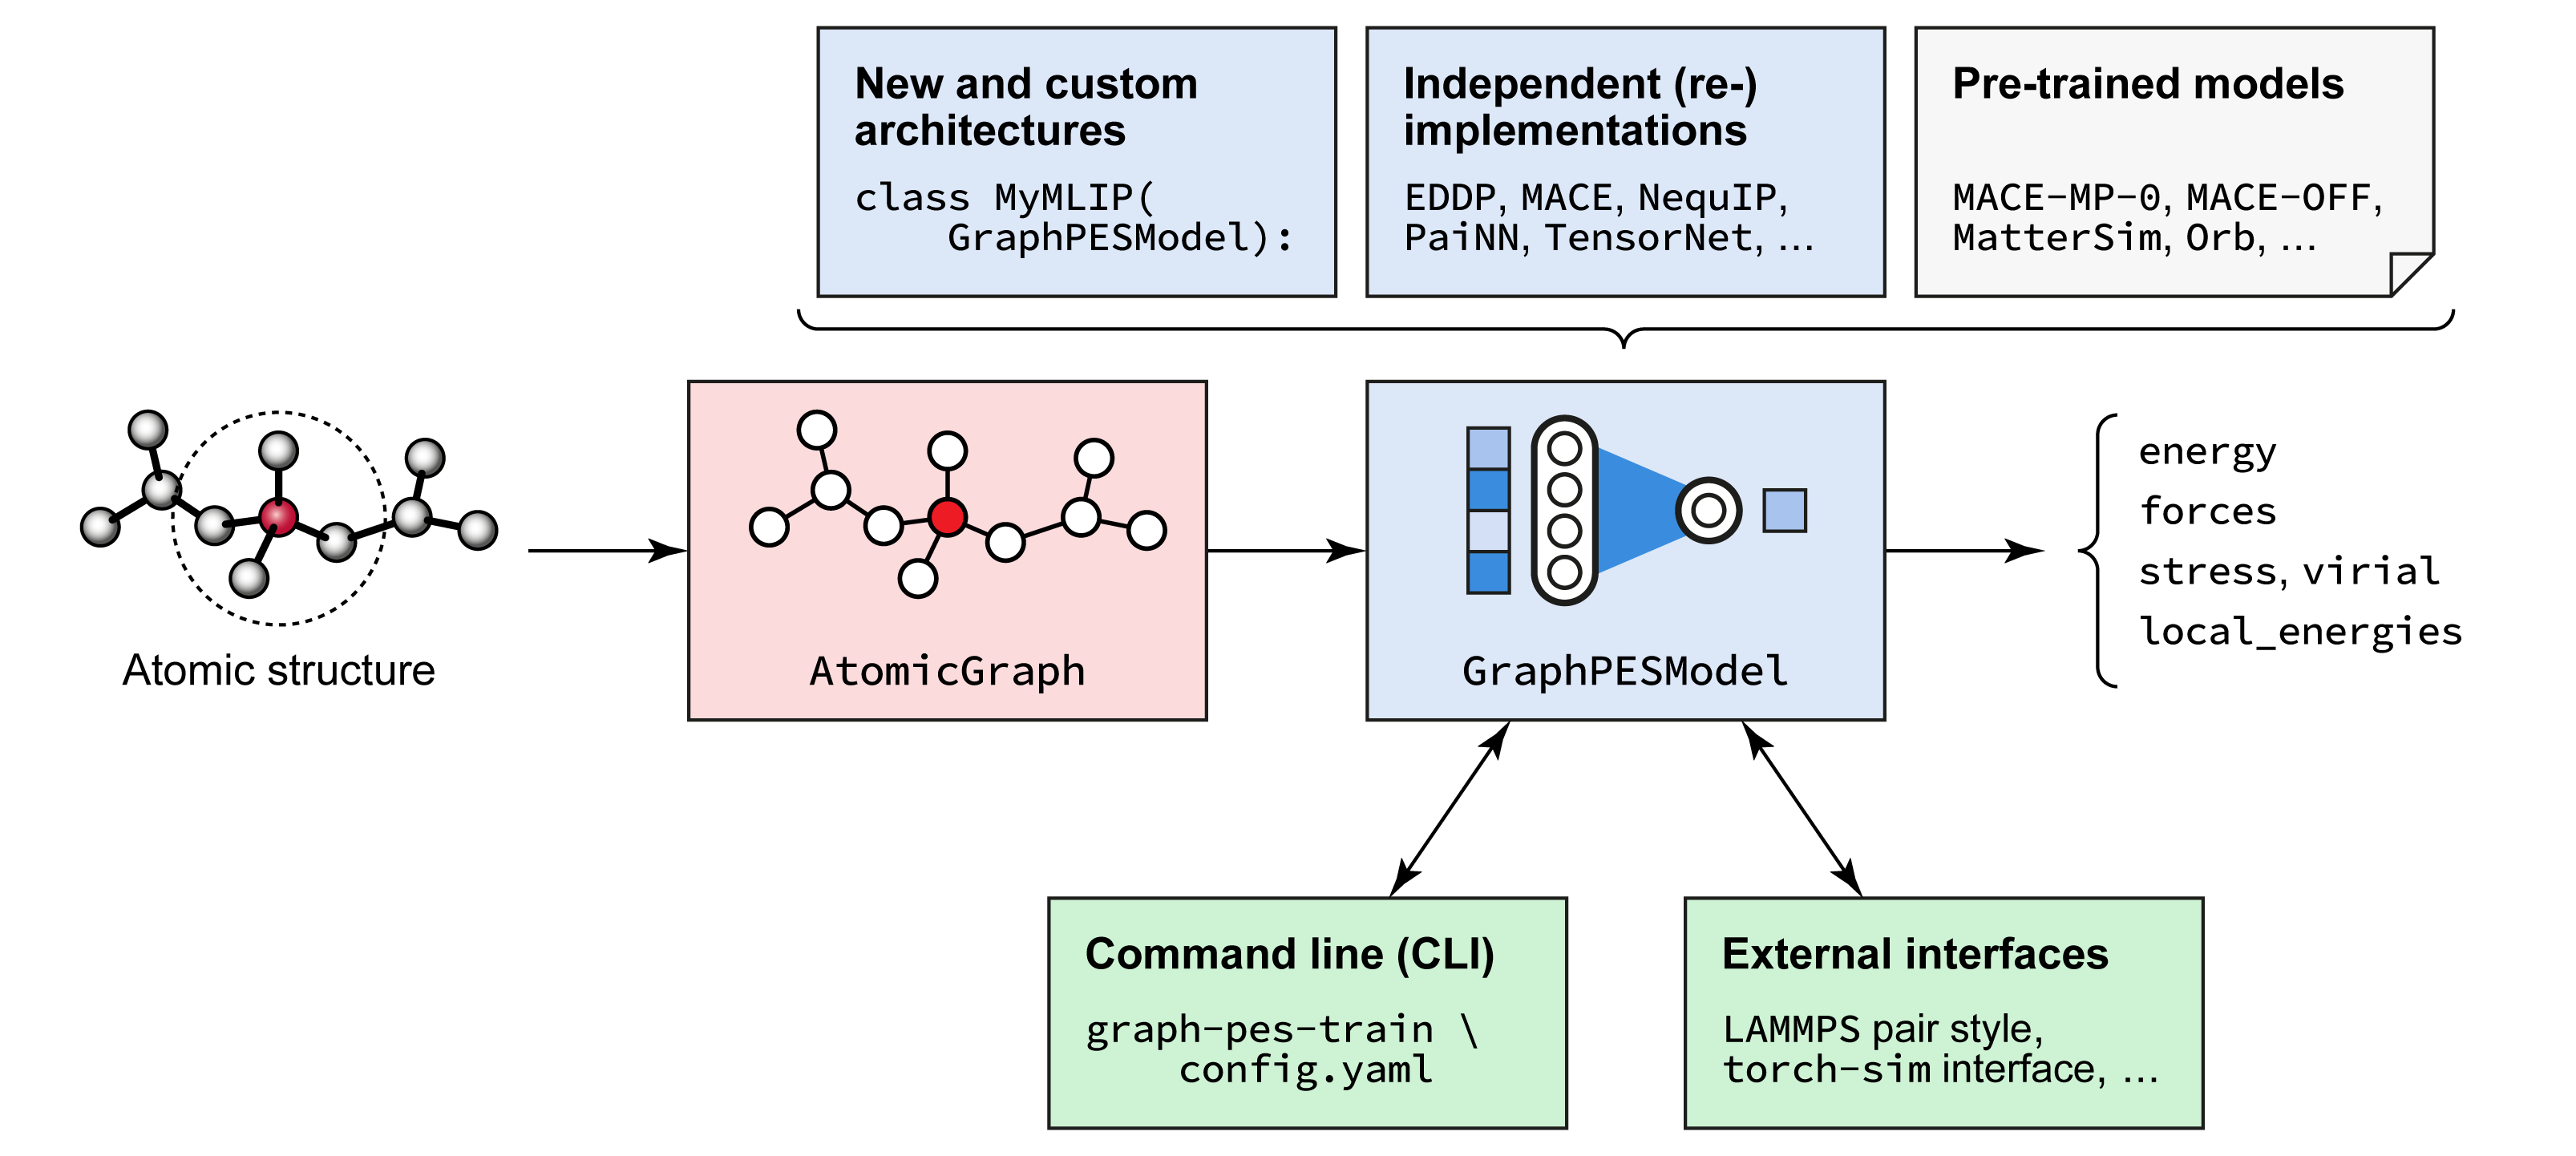 New and custom
architectures
class MyMLIP(
GraphPESModel):
Independent (re-)
implementations
EDDP, MACE, NequIP,
PaiNN, TensorNet, ...
Pre-trained models
MACE-MP-0, MACE-OFF,
MatterSim, Orb, ...
Atomic structure
AtomicGraph
GraphPESModel
energy
forces
stress, virial
local_energies
Command line (CLI)
graph-pes-train \
config.yaml
External interfaces
LAMMPS pair style,
torch-sim interface, ...